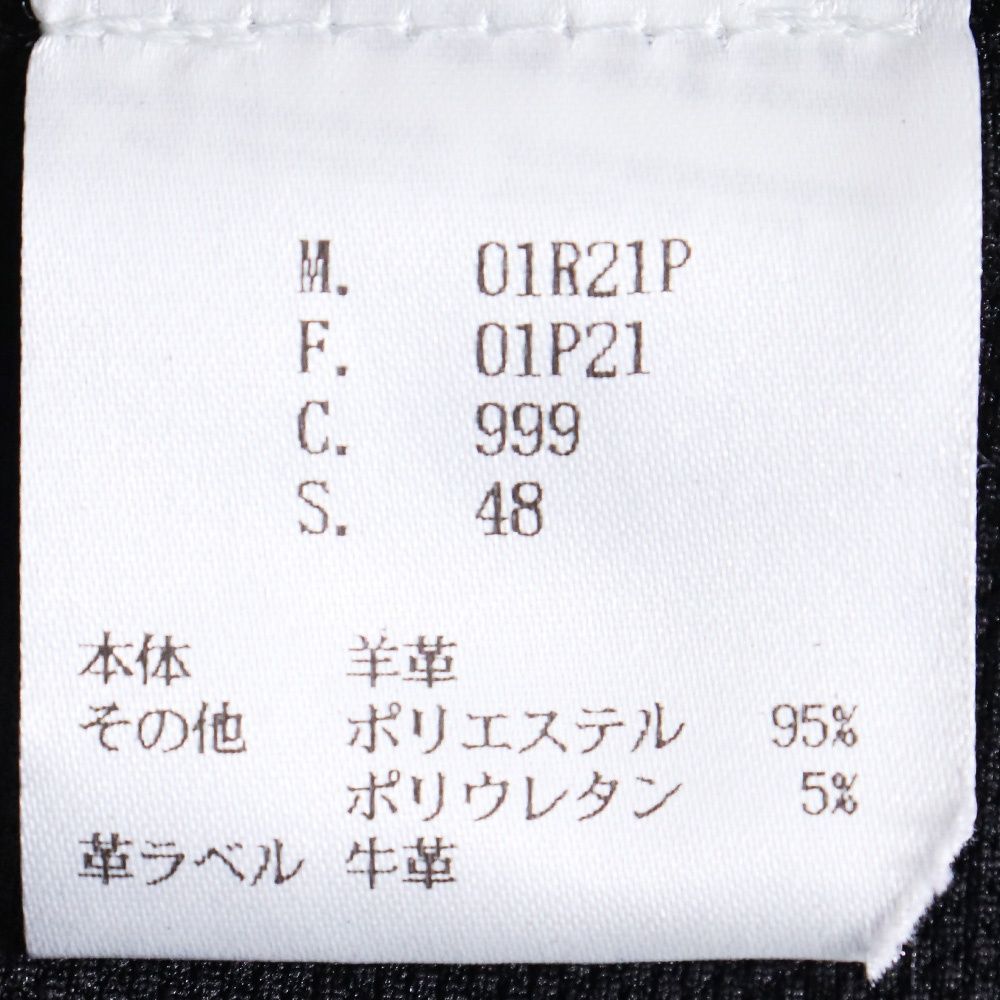 M. 01R21P
F. 01P21
C. 999
S. 48
本体 羊革
その他 ポリエステル 95%
ポリウレタン 5%
革ラベル 牛革